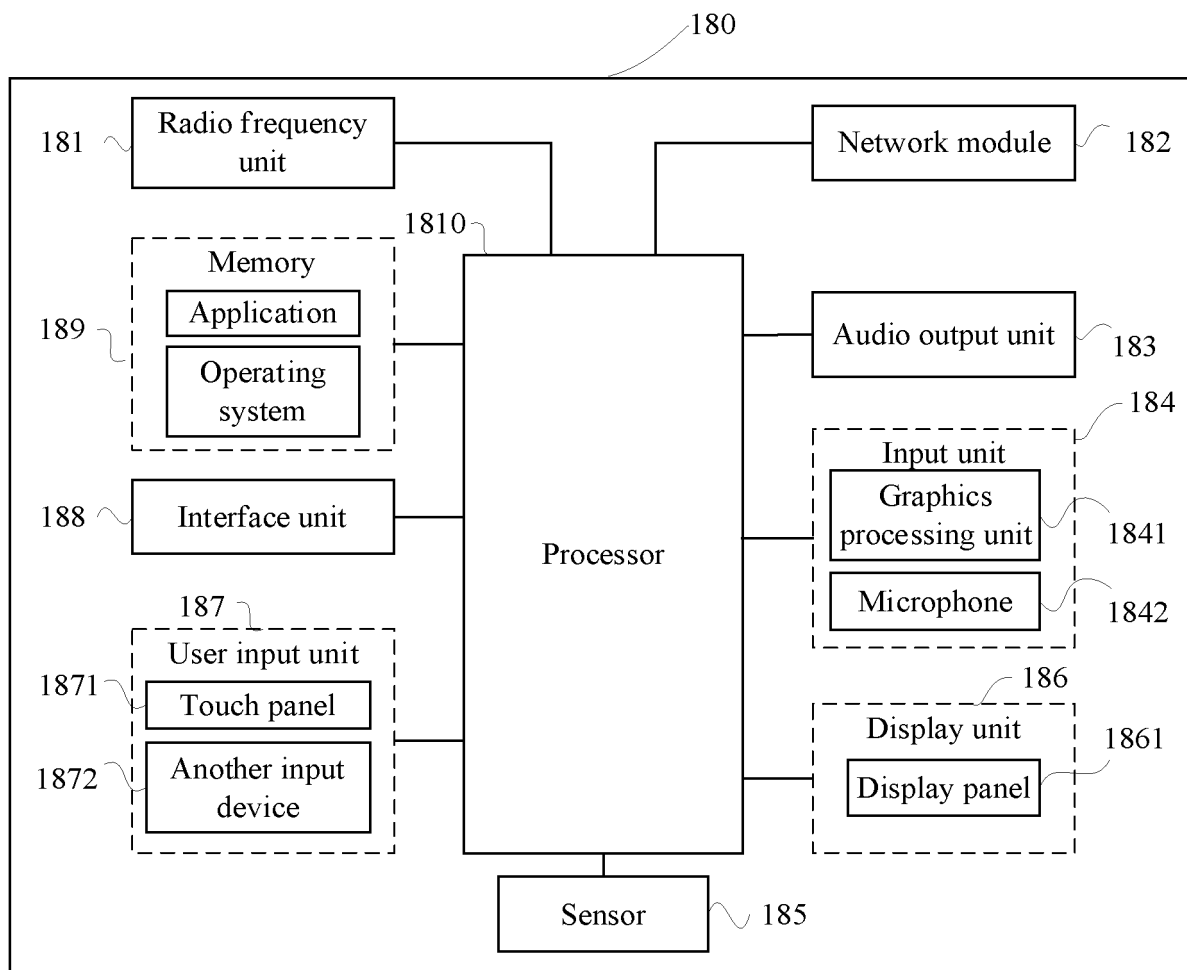 180
181
Radio frequency
unit
Network module
182
1810
Memory
Application
Operating
system
189
Audio output unit
183
184
Input unit
Graphics
processing unit
1841
Microphone
1842
188
Interface unit
Processor
187
User input unit
1871
Touch panel
1872
Another input
device
186
Display unit
1861
Display panel
Sensor
185